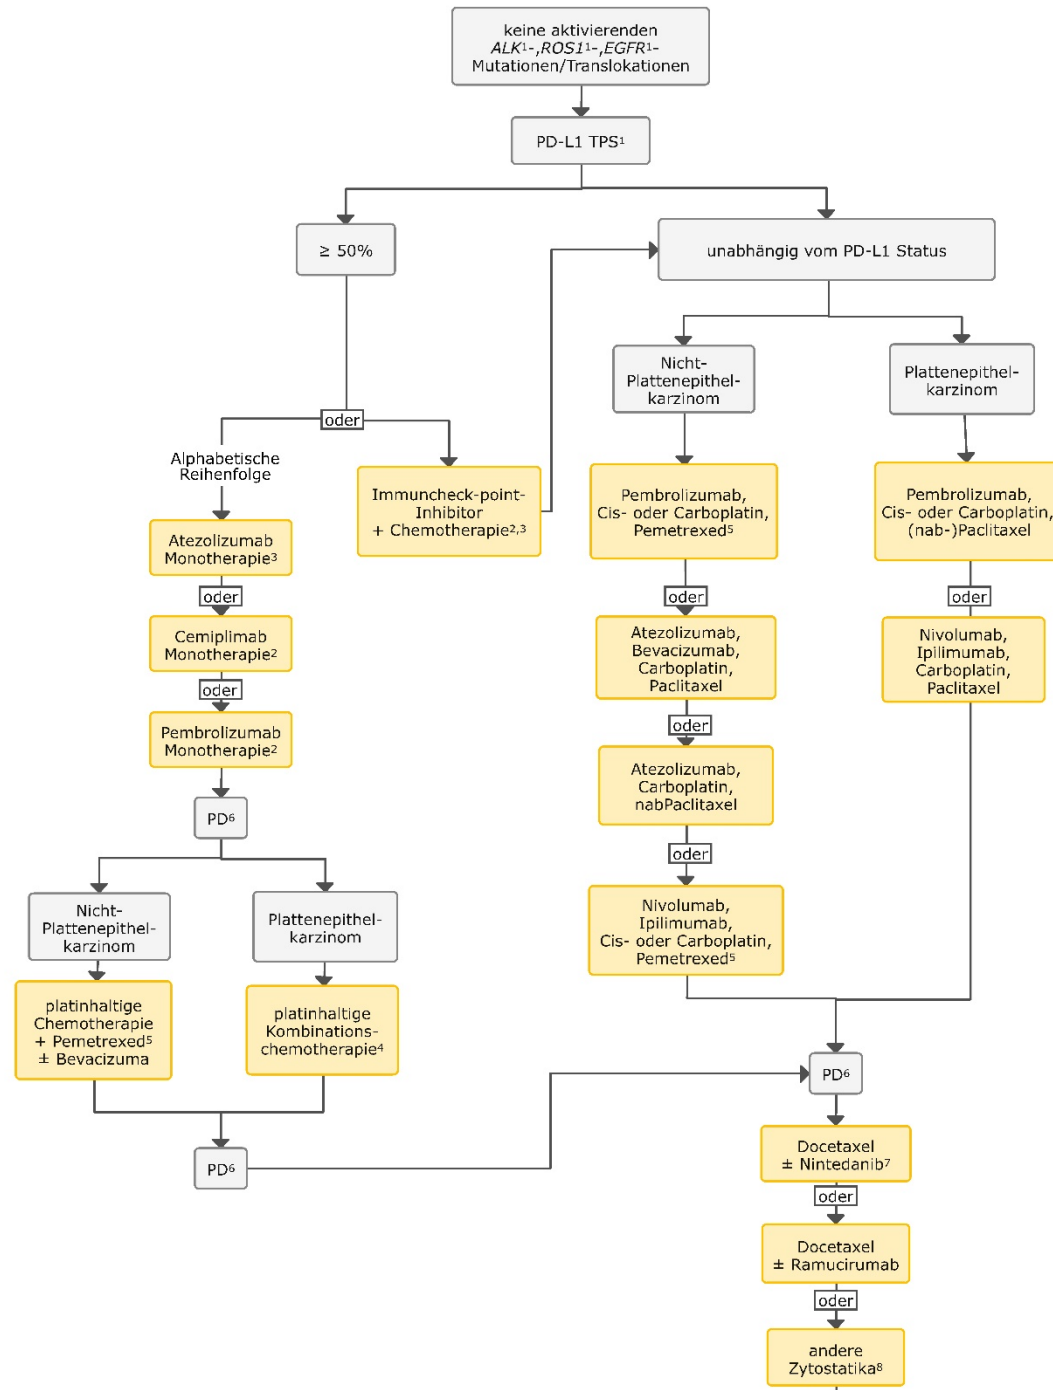 keine aktivierenden
ALK¹-,ROS1¹-,EGFR¹-
Mutationen/Translokationen
PD-L1 TPS¹
≥ 50%
unabhängig vom PD-L1 Status
Nicht-
Plattenepithel-
karzinom
Plattenepithel-
karzinom
oder
Alphabetische
Reihenfolge
Immuncheck-point-
Inhibitor
+ Chemotherapie²,³
Pembrolizumab,
Cis- oder Carboplatin,
Pemetrexed⁵
Pembrolizumab,
Cis- oder Carboplatin,
(nab-)Paclitaxel
Atezolizumab
Monotherapie³
oder
oder
oder
Cemiplimab
Monotherapie²
Atezolizumab,
Bevacizumab,
Carboplatin,
Paclitaxel
Nivolumab,
Ipilimumab,
Carboplatin,
Paclitaxel
oder
oder
Pembrolizumab
Monotherapie²
Atezolizumab,
Carboplatin,
nabPaclitaxel
PD⁶
oder
Nicht-
Plattenepithel-
karzinom
Plattenepithel-
karzinom
Nivolumab,
Ipilimumab,
Cis- oder Carboplatin,
Pemetrexed⁵
platinhaltige
Chemotherapie
+ Pemetrexed⁵
± Bevacizuma
platinhaltige
Kombinations-
chemotherapie⁴
PD⁶
PD⁶
Docetaxel
± Nintedanib⁷
oder
Docetaxel
± Ramucirumab
oder
andere
Zytostatika⁸